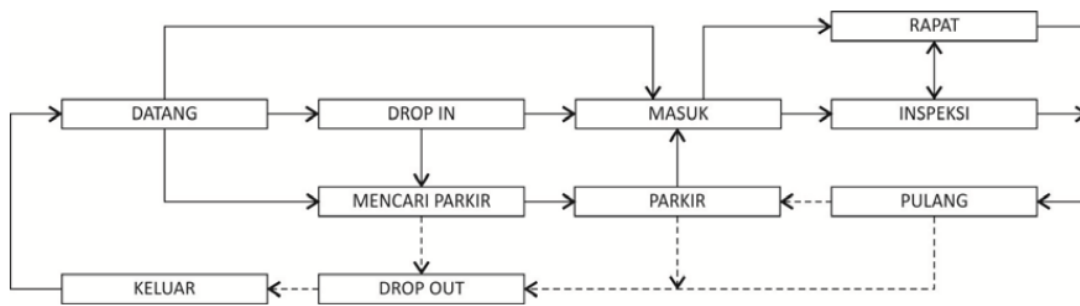 RAPAT
DATANG
DROP IN
MASUK
INSPEKSI
MENCARI PARKIR
PARKIR
PULANG
KELUAR
DROP OUT